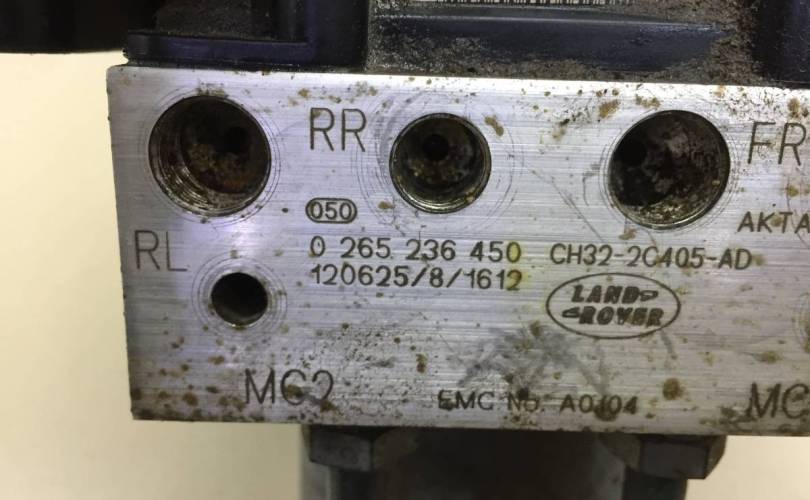 RR
FR
050
AKTA
RL
0 265 236 450 CH32-2C405-AD
120625/8/1612
LAND
ROVER
MC2
EMC NO. A0104
MC